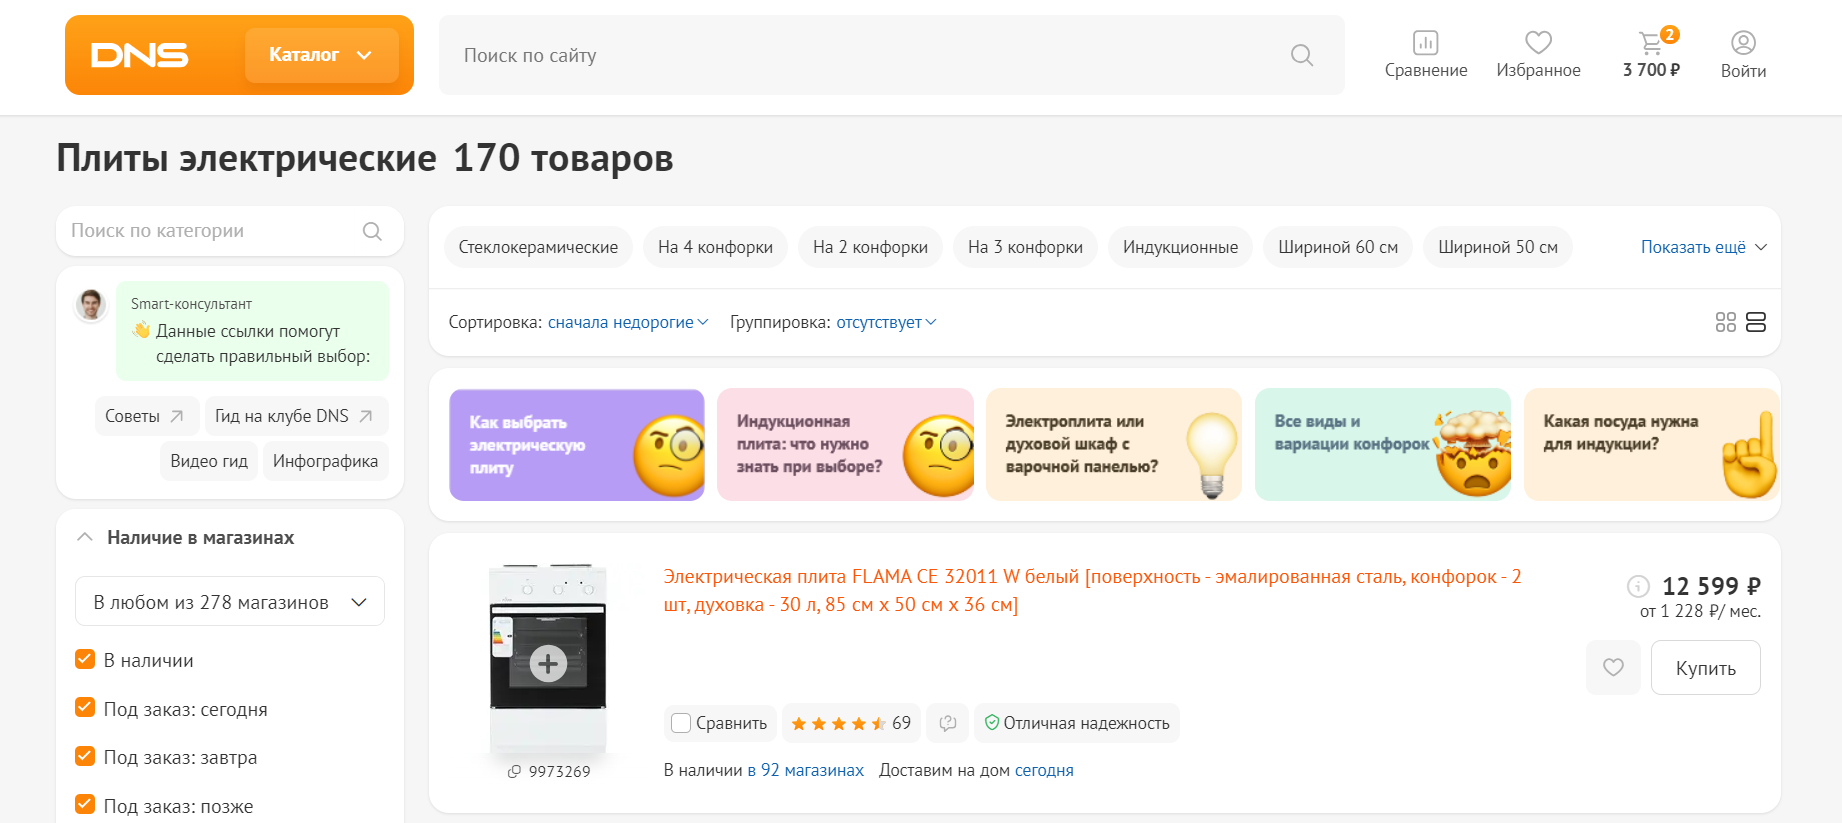 DNS
Каталог
Поиск по сайту
Сравнение
Избранное
2
3 700 ₽
Войти
Плиты электрические 170 товаров
Поиск по категории
Smart-консультант
👋 Данные ссылки помогут
сделать правильный выбор:
Советы
Гид на клубе DNS
Видео гид
Инфографика
Наличие в магазинах
В любом из 278 магазинов
В наличии
Под заказ: сегодня
Под заказ: завтра
Под заказ: позже
Стеклокерамические
На 4 конфорки
На 2 конфорки
На 3 конфорки
Индукционные
Шириной 60 см
Шириной 50 см
Показать ещё
Сортировка: сначала недорогие
Группировка: отсутствует
Как выбрать
электрическую
плиту
Индукционная
плита: что нужно
знать при выборе?
Электроплита или
духовой шкаф с
варочной панелью?
Все виды и
вариации конфорок
Какая посуда нужна
для индукции?
Электрическая плита FLAMA CE 32011 W белый [поверхность - эмалированная сталь, конфорок - 2
шт, духовка - 30 л, 85 см x 50 см x 36 см]
12 599 ₽
от 1 228 ₽/ мес.
Купить
Сравнить
69
Отличная надежность
9973269
В наличии в 92 магазинах
Доставим на дом сегодня